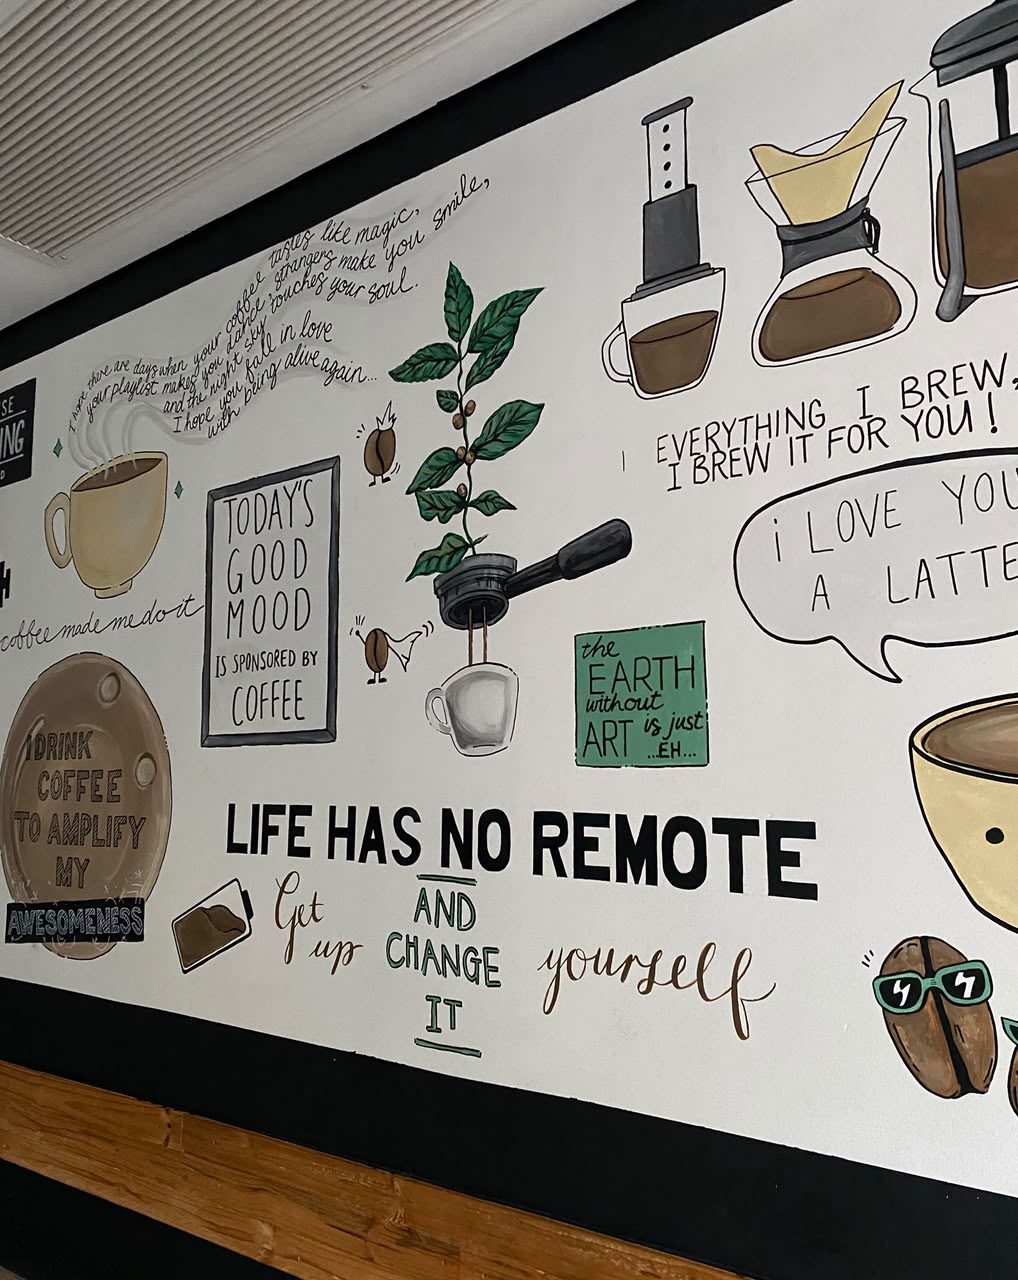 I hope there are days when your coffee tastes like magic,
your playlist makes you dance, strangers make you smile,
and the night sky touches your soul.
I hope you fall in love
with being alive again...
SE
NG
D
H
coffee made me do it
TODAY'S
GOOD
MOOD
IS SPONSORED BY
COFFEE
I DRINK
COFFEE
TO AMPLIFY
MY
AWESOMENESS
the
EARTH
without
ART is just
...EH...
EVERYTHING I BREW,
I BREW IT FOR YOU!
i LOVE YOU
A LATTE
LIFE HAS NO REMOTE
Get up AND CHANGE IT yourself